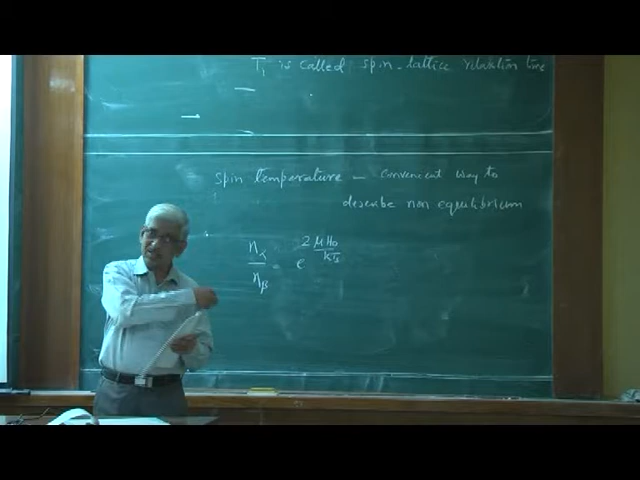 T₁ is called spin-lattice relaxation time
spin temperature – convenient way to
describe non equilibrium
nα / nβ = e^(2μH₀ / kTs)